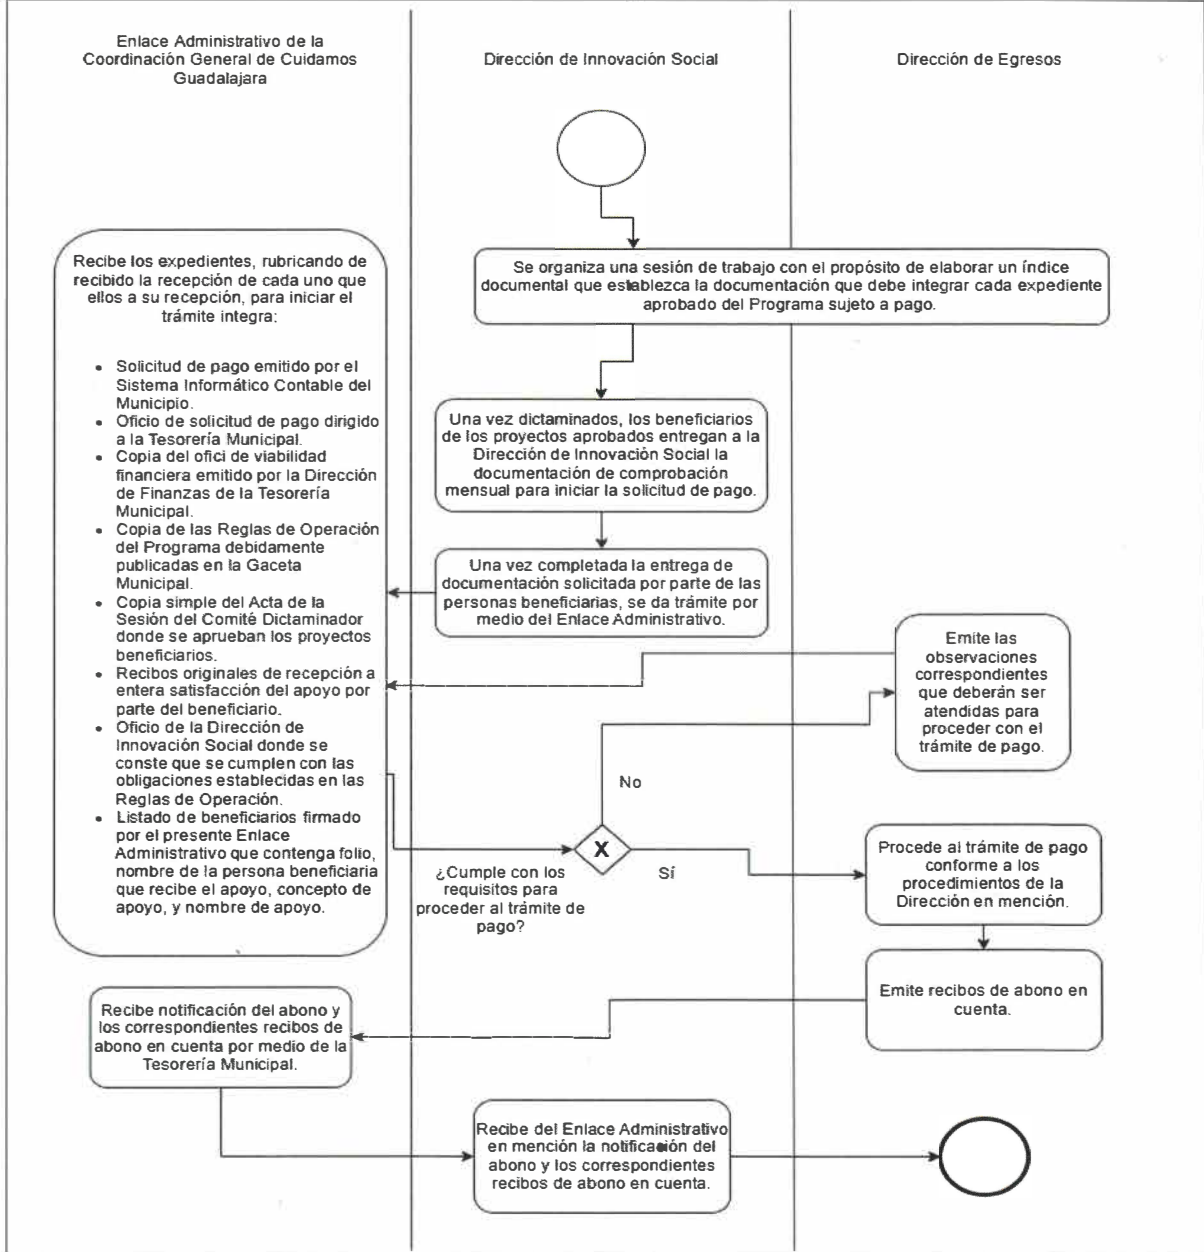 Enlace Administrativo de la
Coordinación General de Cuidamos
Guadalajara
Dirección de Innovación Social
Dirección de Egresos
Se organiza una sesión de trabajo con el propósito de elaborar un índice
documental que establezca la documentación que debe integrar cada expediente
aprobado del Programa sujeto a pago.
Recibe los expedientes, rubricando de
recibido la recepción de cada uno que
ellos a su recepción, para iniciar el
trámite integra:
• Solicitud de pago emitido por el
Sistema Informático Contable del
Municipio.
• Oficio de solicitud de pago dirigido
a la Tesorería Municipal.
• Copia del ofici de viabilidad
financiera emitido por la Dirección
de Finanzas de la Tesorería
Municipal.
• Copia de las Reglas de Operación
del Programa debidamente
publicadas en la Gaceta
Municipal.
• Copia simple del Acta de la
Sesión del Comité Dictaminador
donde se aprueban los proyectos
beneficiarios.
• Recibos originales de recepción a
entera satisfacción del apoyo por
parte del beneficiario.
• Oficio de la Dirección de
Innovación Social donde se
conste que se cumplen con las
obligaciones establecidas en las
Reglas de Operación.
• Listado de beneficiarios firmado
por el presente Enlace
Administrativo que contenga folio,
nombre de la persona beneficiaria
que recibe el apoyo, concepto de
apoyo, y nombre de apoyo.
Una vez dictaminados, los beneficiarios
de los proyectos aprobados entregan a la
Dirección de Innovación Social la
documentación de comprobación
mensual para iniciar la solicitud de pago.
Una vez completada la entrega de
documentación solicitada por parte de las
personas beneficiarias, se da trámite por
medio del Enlace Administrativo.
Emite las
observaciones
correspondientes
que deberán ser
atendidas para
proceder con el
trámite de pago.
No
X
Sí
¿Cumple con los
requisitos para
proceder al trámite de
pago?
Procede al trámite de pago
conforme a los
procedimientos de la
Dirección en mención.
Emite recibos de abono en
cuenta.
Recibe notificación del abono y
los correspondientes recibos de
abono en cuenta por medio de la
Tesorería Municipal.
Recibe del Enlace Administrativo
en mención la notificación del
abono y los correspondientes
recibos de abono en cuenta.